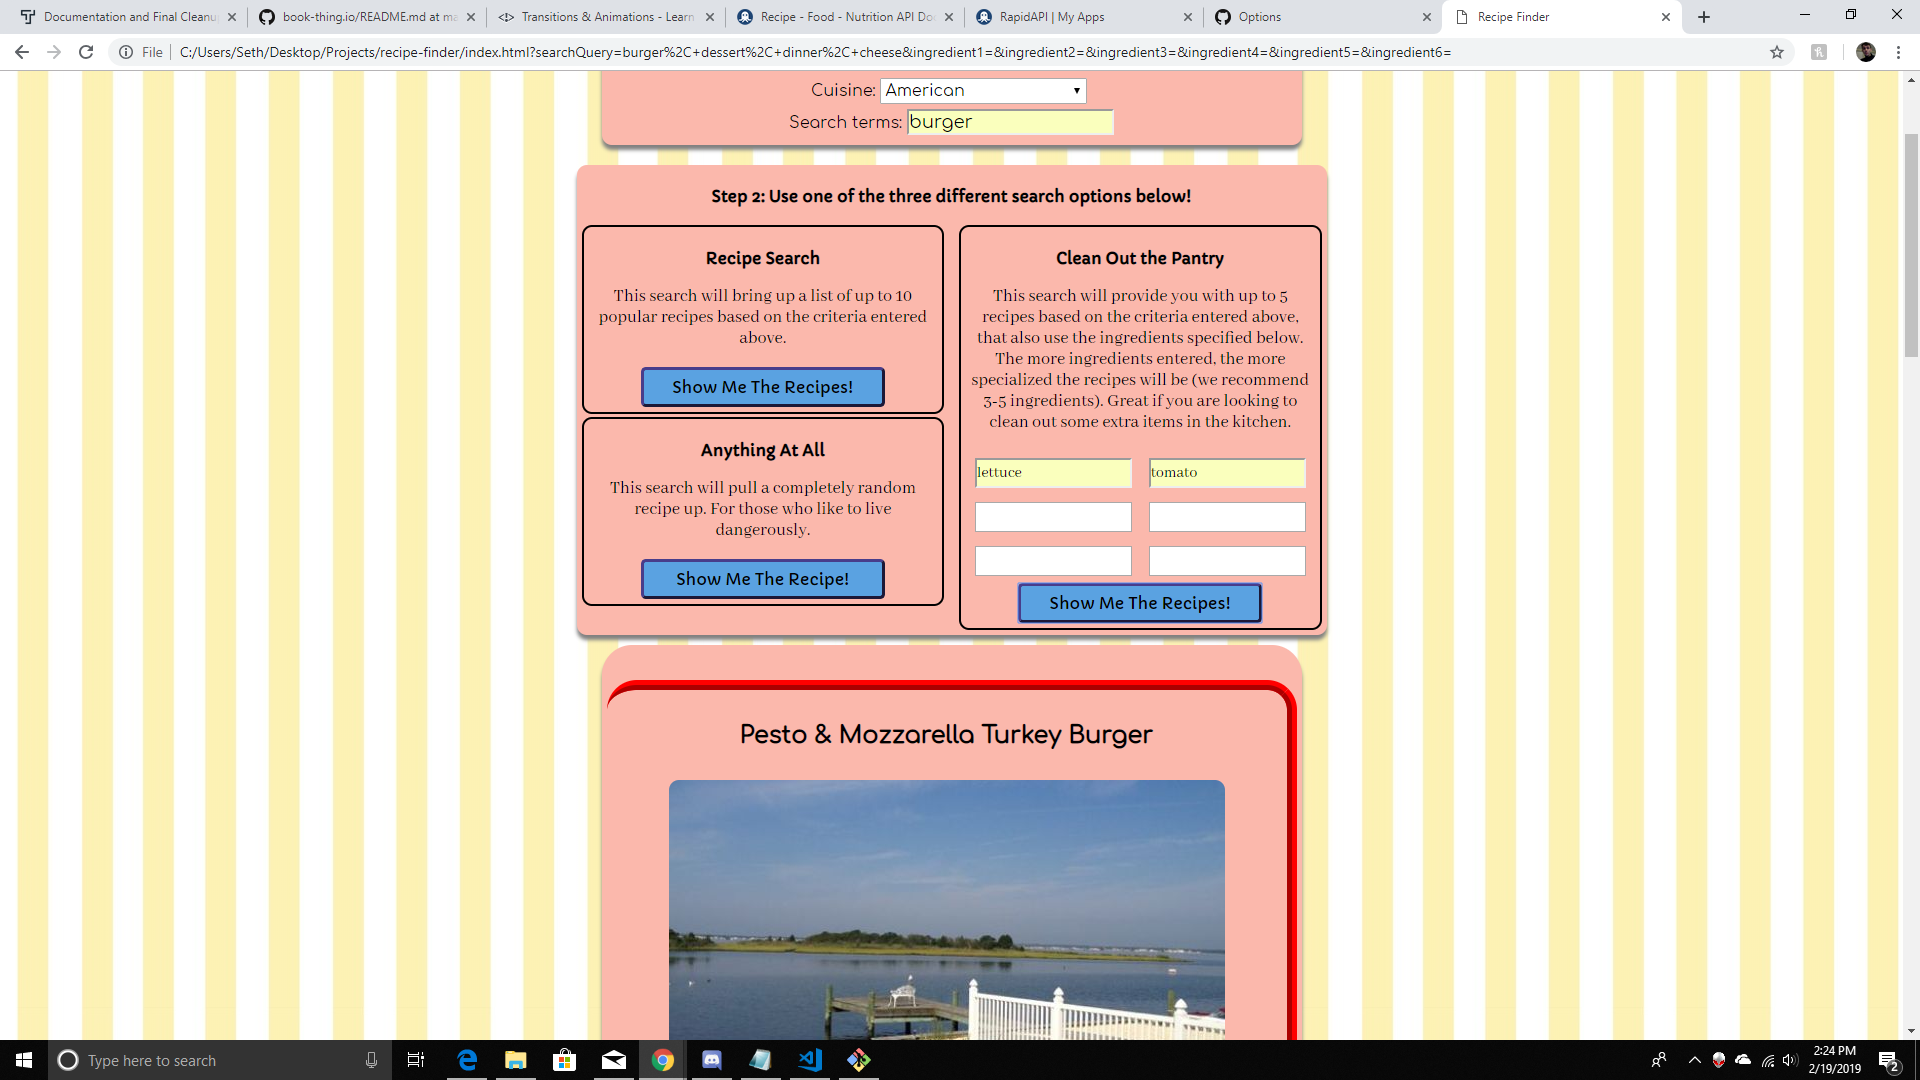 Documentation and Final Cleanu
book-thing.io/README.md at ma
Transitions & Animations - Learn
Recipe - Food - Nutrition API Do
RapidAPI | My Apps
Options
Recipe Finder
File
C:/Users/Seth/Desktop/Projects/recipe-finder/index.html?searchQuery=burger%2C+dessert%2C+dinner%2C+cheese&ingredient1=&ingredient2=&ingredient3=&ingredient4=&ingredient5=&ingredient6=
Cuisine: American
Search terms: burger
Step 2: Use one of the three different search options below!
Recipe Search
This search will bring up a list of up to 10
popular recipes based on the criteria entered
above.
Show Me The Recipes!
Anything At All
This search will pull a completely random
recipe up. For those who like to live
dangerously.
Show Me The Recipe!
Clean Out the Pantry
This search will provide you with up to 5
recipes based on the criteria entered above,
that also use the ingredients specified below.
The more ingredients entered, the more
specialized the recipes will be (we recommend
3-5 ingredients). Great if you are looking to
clean out some extra items in the kitchen.
lettuce
tomato
Show Me The Recipes!
Pesto & Mozzarella Turkey Burger
Type here to search
2:24 PM
2/19/2019
2